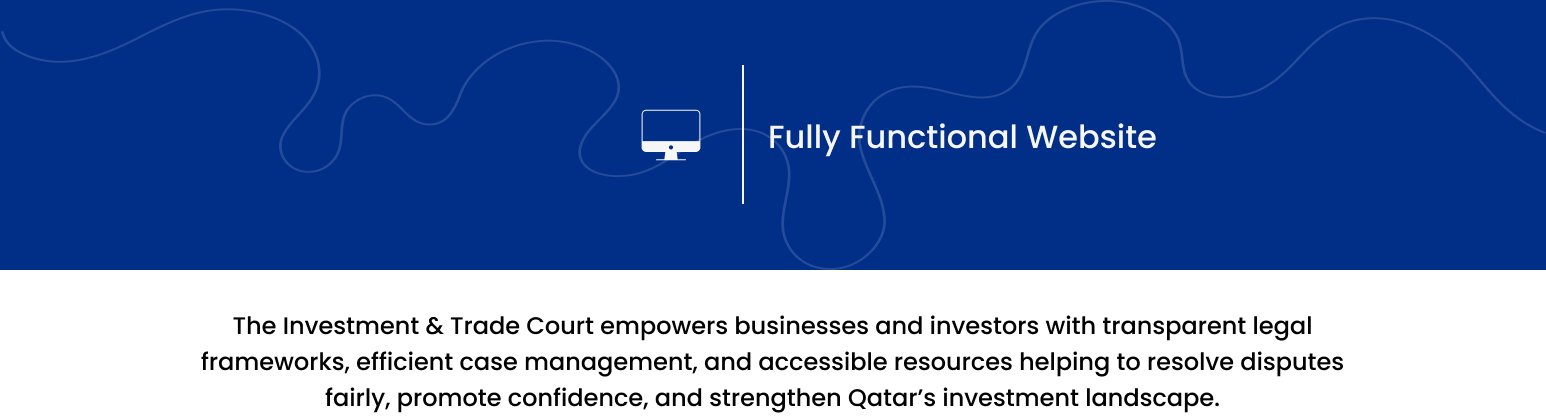 Fully Functional Website
The Investment & Trade Court empowers businesses and investors with transparent legal
frameworks, efficient case management, and accessible resources helping to resolve disputes
fairly, promote confidence, and strengthen Qatar’s investment landscape.